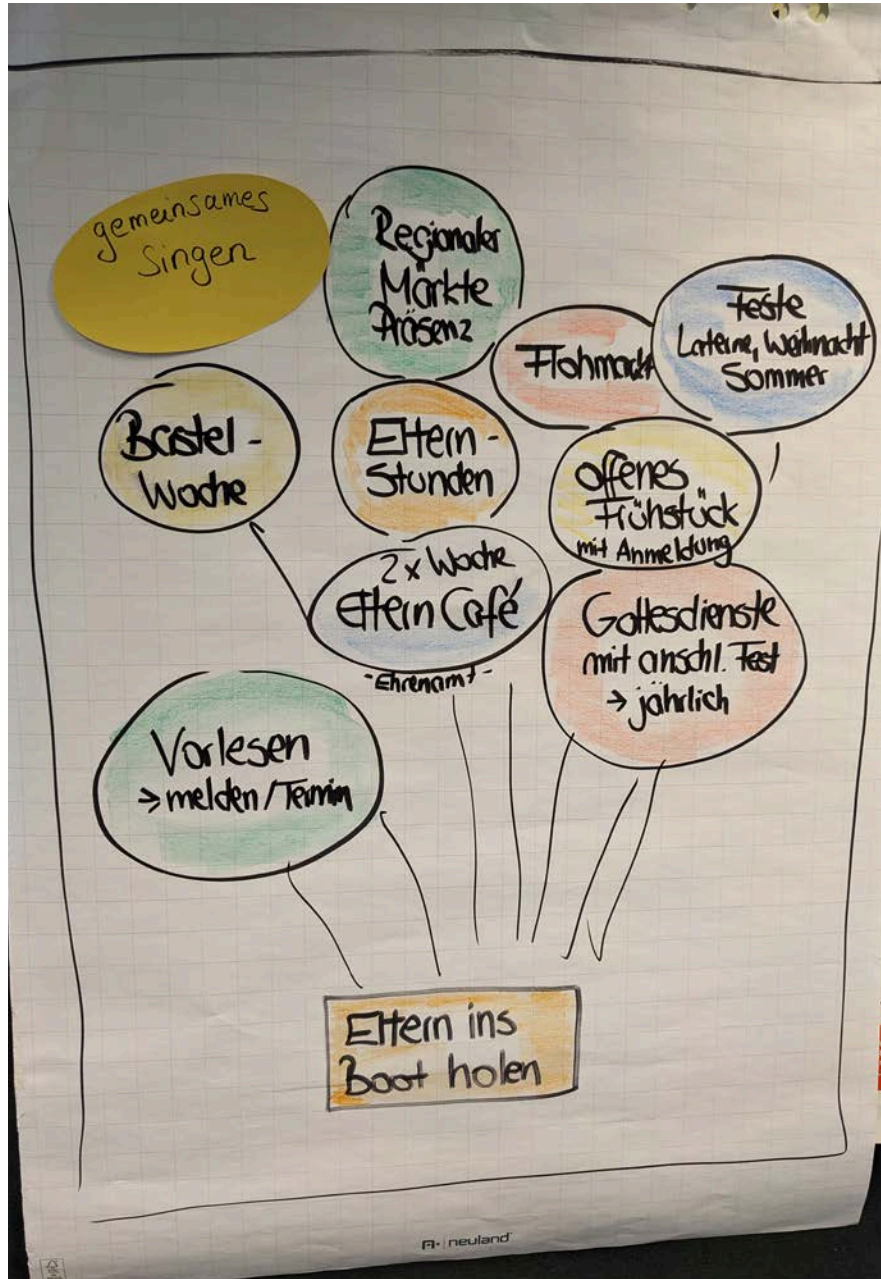 gemeinsames
Singen
Regionaler
Märkte
Präsenz
Flohmarkt
Feste
Laterne, Weihnacht
Sommer
Bastel-
Woche
Eltern-
Stunden
offenes
Frühstück
mit Anmeldung
2x Woche
Eltern Café
-Ehrenamt-
Gottesdienste
mit anschl. Fest
→ jährlich
Vorlesen
→ melden/Termin
Eltern ins
Boot holen
neuland